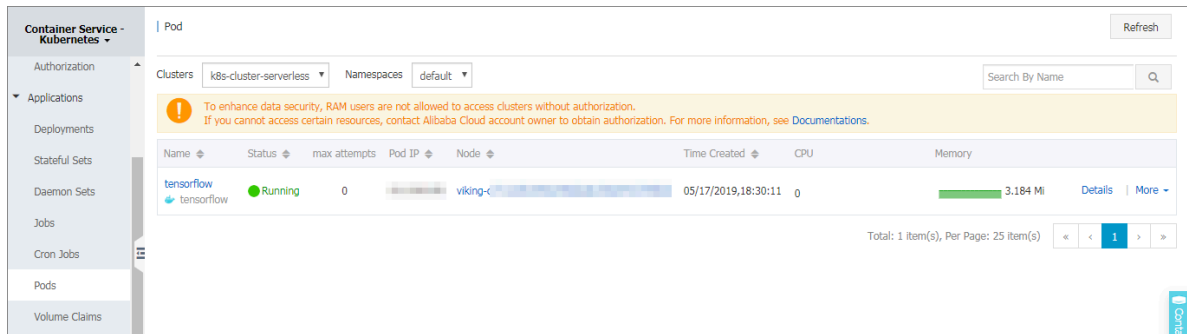 Container Service -
Kubernetes
Authorization
Applications
Deployments
Stateful Sets
Daemon Sets
Jobs
Cron Jobs
Pods
Volume Claims
Pod
Refresh
Clusters k8s-cluster-serverless Namespaces default Search By Name
To enhance data security, RAM users are not allowed to access clusters without authorization.
If you cannot access certain resources, contact Alibaba Cloud account owner to obtain authorization. For more information, see Documentations.
Name Status max attempts Pod IP Node Time Created CPU Memory
tensorflow Running 0 viking- 05/17/2019,18:30:11 0 3.184 Mi Details | More
tensorflow
Total: 1 item(s), Per Page: 25 item(s) « ‹ 1 › »